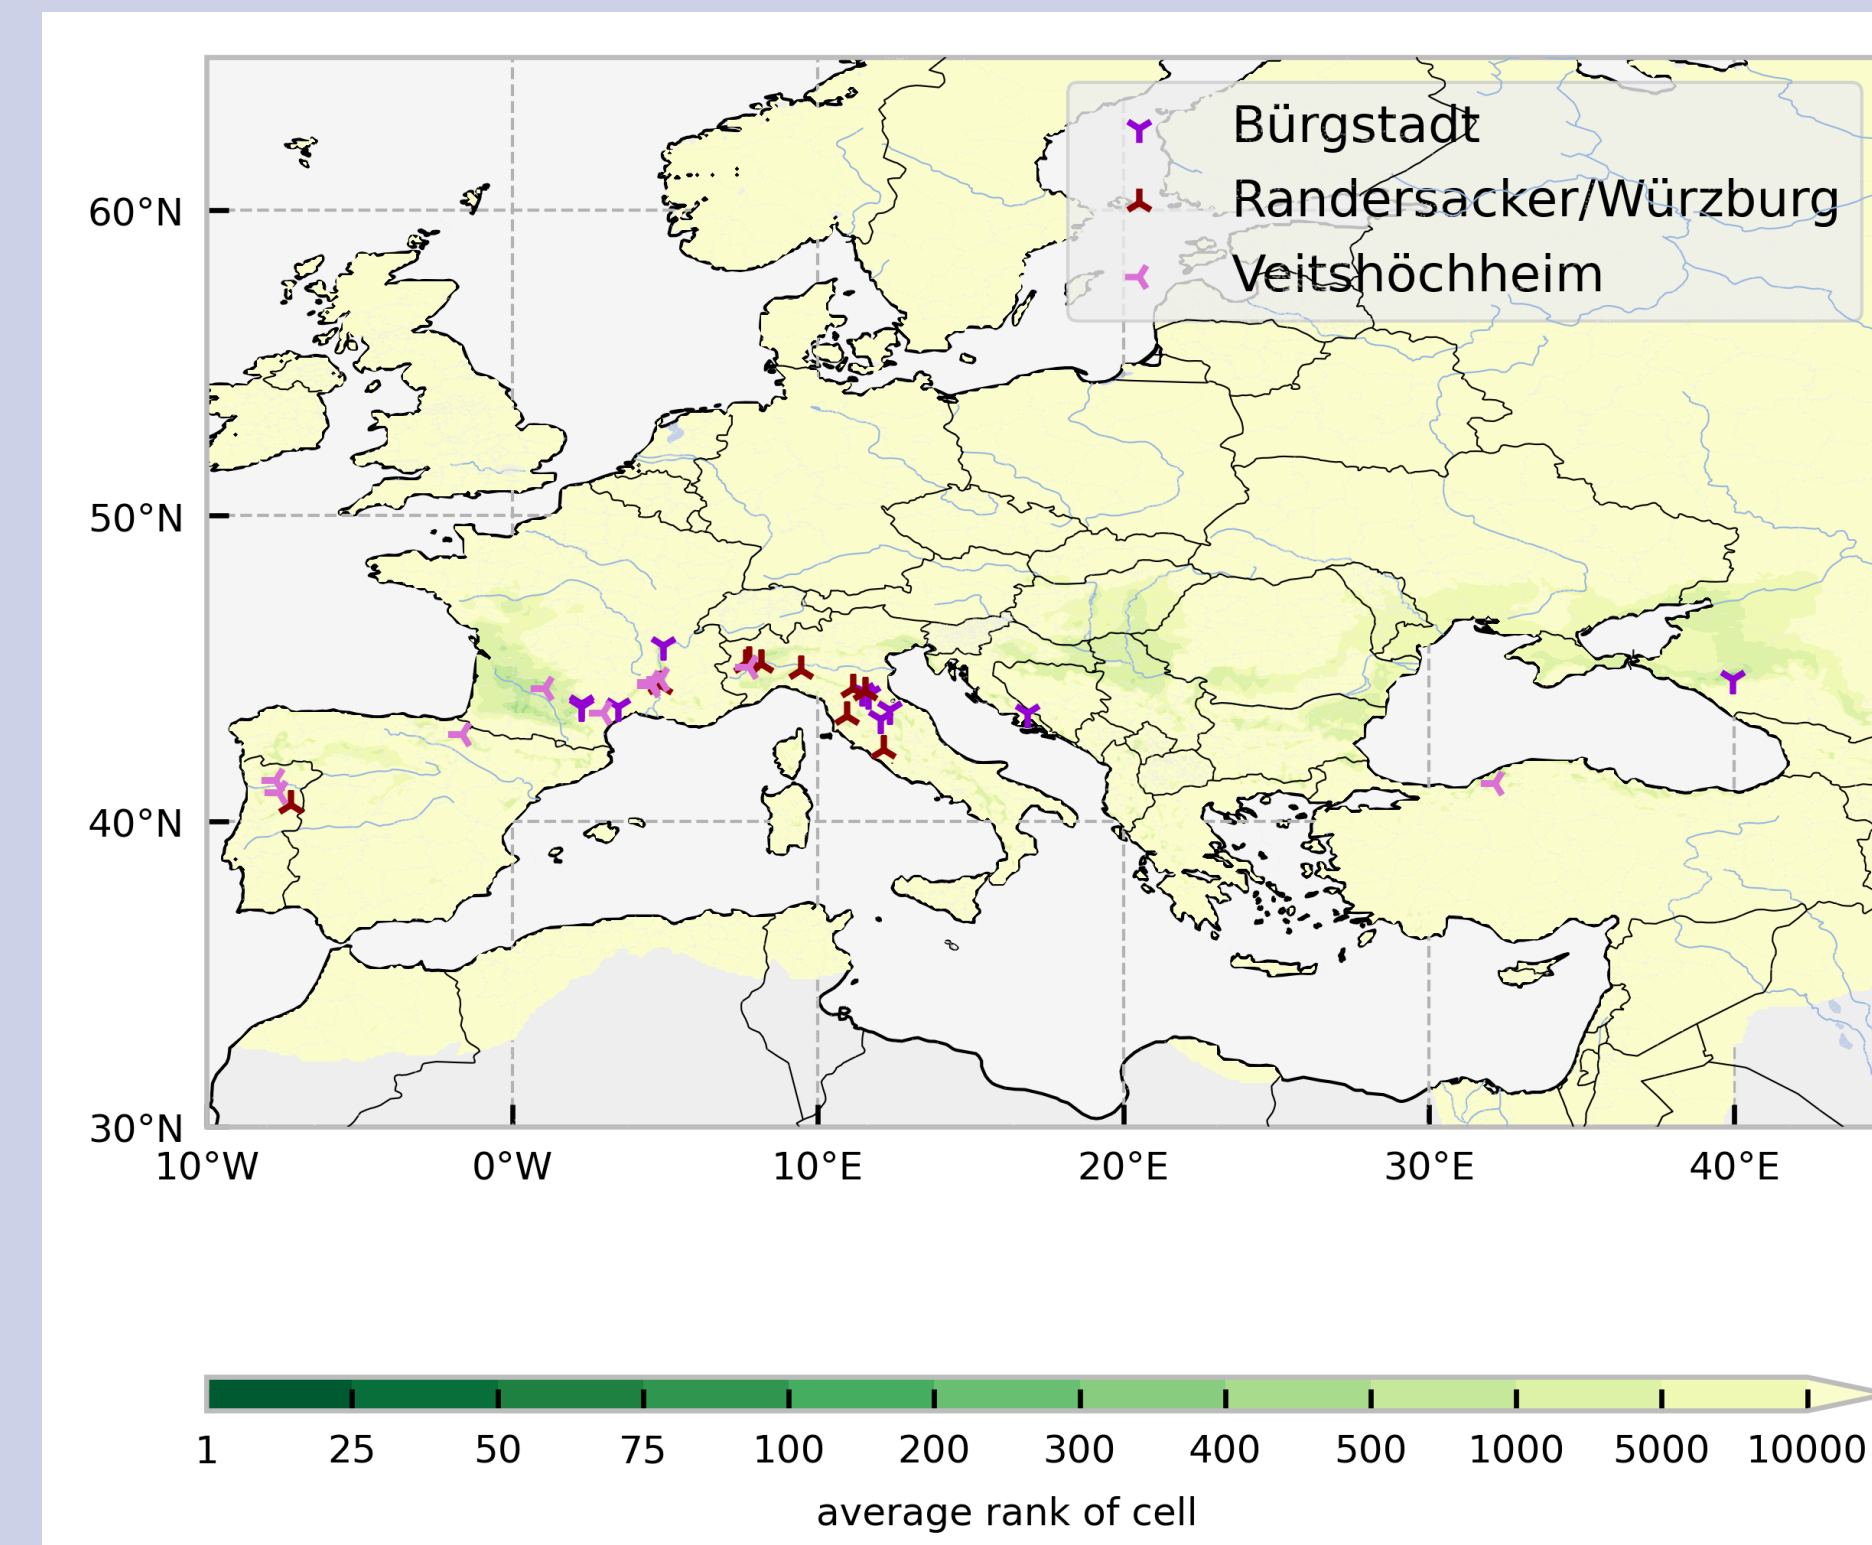 Bürgstadt
Randersacker/Würzburg
Veitshöchheim
60°N
50°N
40°N
30°N
10°W 0°W 10°E 20°E 30°E 40°E
1 25 50 75 100 200 300 400 500 1000 5000 10000
average rank of cell